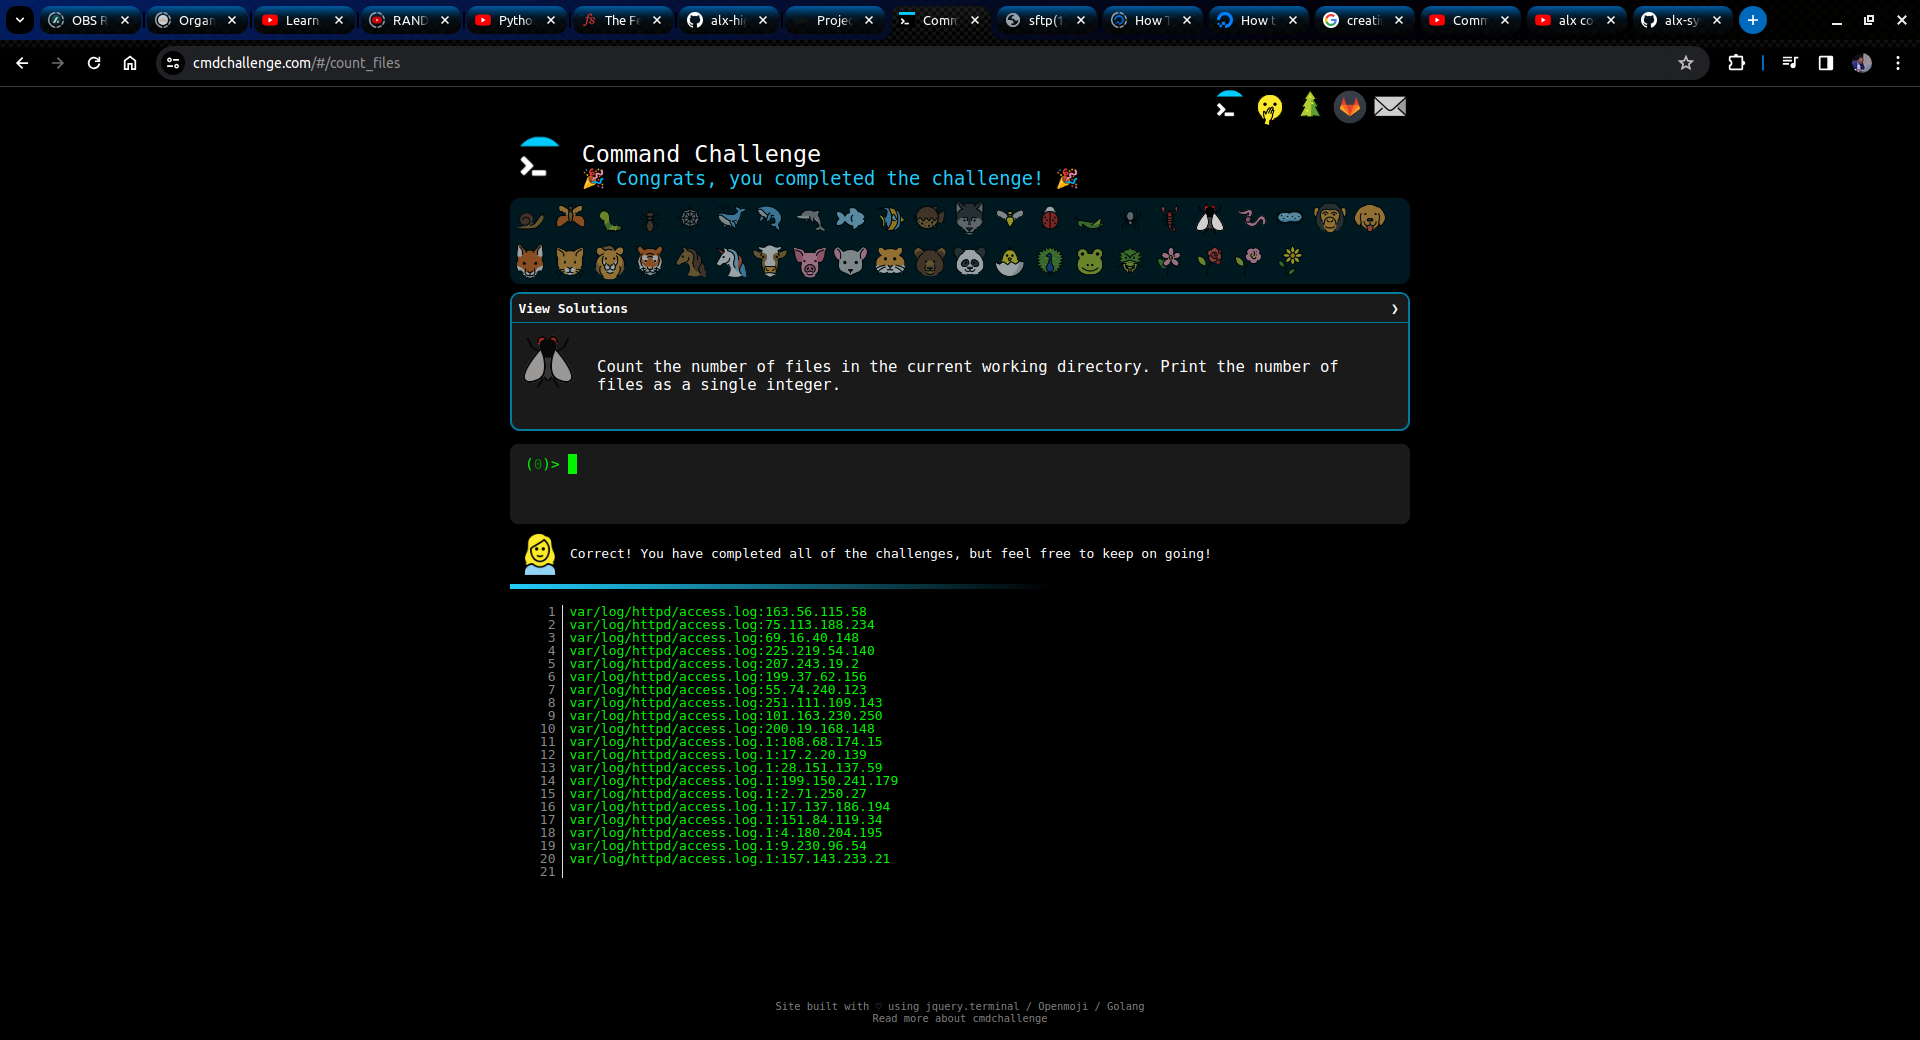 OBS R
Organ
Learn
RAND
Pytho
The Fe
alx-hig
Projec
Comm
sftp(1
How T
How t
creati
Comm
alx co
alx-sy
cmdchallenge.com/#/count_files
Command Challenge
🎉 Congrats, you completed the challenge! 🎉
View Solutions ❯
Count the number of files in the current working directory. Print the number of
files as a single integer.
(0)>
Correct! You have completed all of the challenges, but feel free to keep on going!
1 var/log/httpd/access.log:163.56.115.58
2 var/log/httpd/access.log:75.113.188.234
3 var/log/httpd/access.log:69.16.40.148
4 var/log/httpd/access.log:225.219.54.140
5 var/log/httpd/access.log:207.243.19.2
6 var/log/httpd/access.log:199.37.62.156
7 var/log/httpd/access.log:55.74.240.123
8 var/log/httpd/access.log:251.111.109.143
9 var/log/httpd/access.log:101.163.230.250
10 var/log/httpd/access.log:200.19.168.148
11 var/log/httpd/access.log.1:108.68.174.15
12 var/log/httpd/access.log.1:17.2.20.139
13 var/log/httpd/access.log.1:28.151.137.59
14 var/log/httpd/access.log.1:199.150.241.179
15 var/log/httpd/access.log.1:2.71.250.27
16 var/log/httpd/access.log.1:17.137.186.194
17 var/log/httpd/access.log.1:151.84.119.34
18 var/log/httpd/access.log.1:4.180.204.195
19 var/log/httpd/access.log.1:9.230.96.54
20 var/log/httpd/access.log.1:157.143.233.21
21
Site built with ♡ using jquery.terminal / Openmoji / Golang
Read more about cmdchallenge